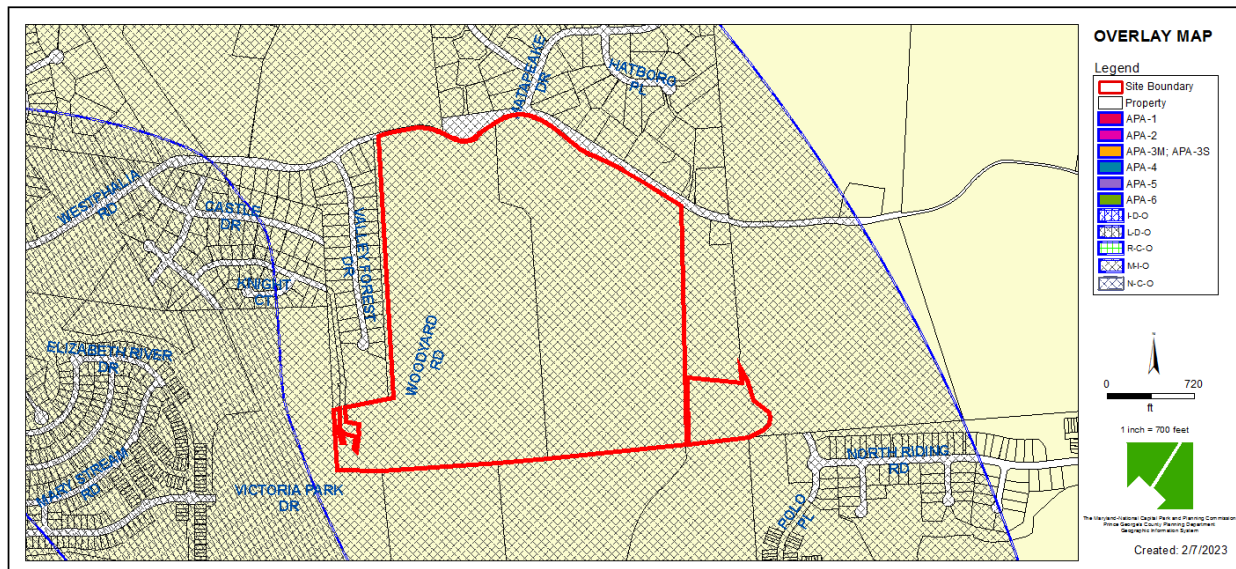 OVERLAY MAP
Legend
Site Boundary
Property
APA-1
APA-2
APA-3M; APA-3S
APA-4
APA-5
APA-6
I-D-O
L-D-O
R-C-O
M-I-O
N-C-O
0 720
ft
1 inch = 700 feet
The Maryland-National Capital Park and Planning Commission
Prince George's County Planning Department
Geographic Information System
Created: 2/7/2023
MATAPEAKE
DR
HATBORO
PL
WESTPHALIA
RD
CASTLE
DR
VALLEY FOREST
DR
KNIGHT
CT
WOODYARD
RD
ELIZABETH RIVER
DR
MARY STREAM
RD
VICTORIA PARK
DR
NORTH RIDING
RD
POLO
PL